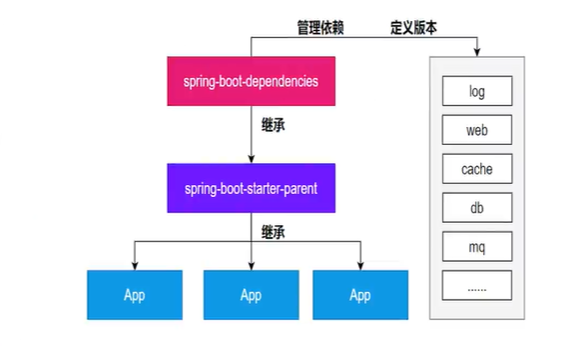 管理依赖 定义版本
spring-boot-dependencies
log
继承
web
cache
spring-boot-starter-parent
db
继承
mq
App App App
......